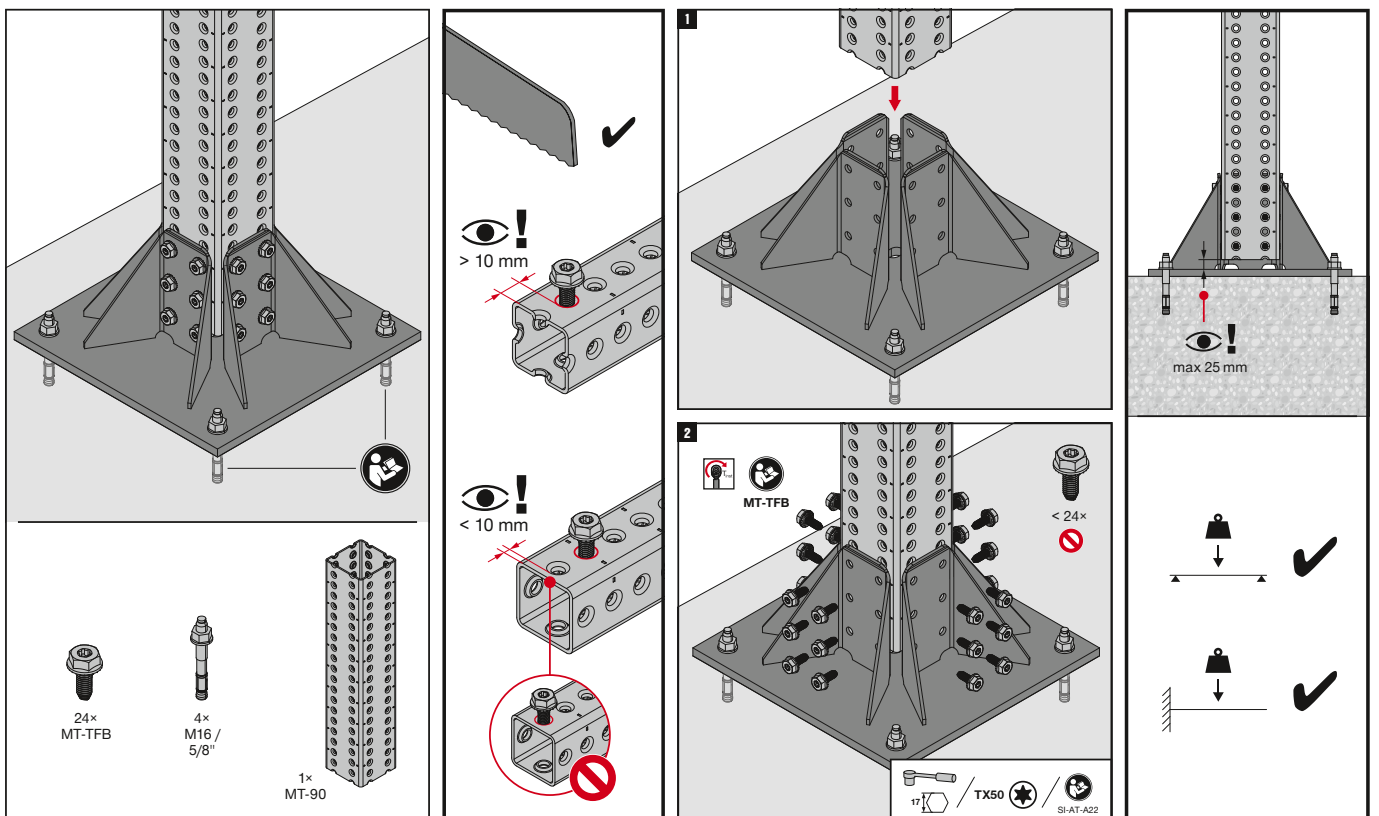 24×
MT-TFB
4×
M16 /
5/8"
1×
MT-90
> 10 mm
< 10 mm
1
2
MT-TFB
< 24×
17
TX50
SI-AT-A22
max 25 mm